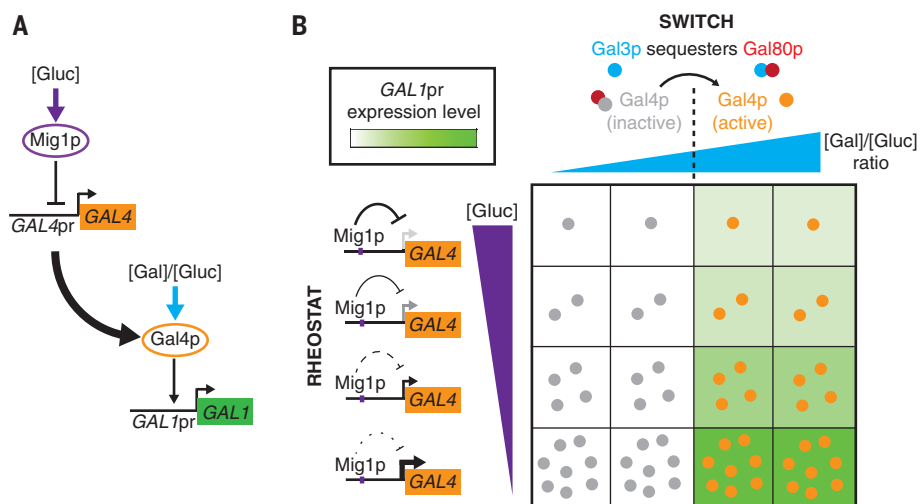 A
[Gluc]
Mig1p
GAL4pr
GAL4
[Gal]/[Gluc]
Gal4p
GAL1pr
GAL1
B
SWITCH
Gal3p sequesters Gal80p
Gal4p
(inactive)
Gal4p
(active)
GAL1pr
expression level
[Gal]/[Gluc]
ratio
[Gluc]
RHEOSTAT
Mig1p
GAL4
Mig1p
GAL4
Mig1p
GAL4
Mig1p
GAL4